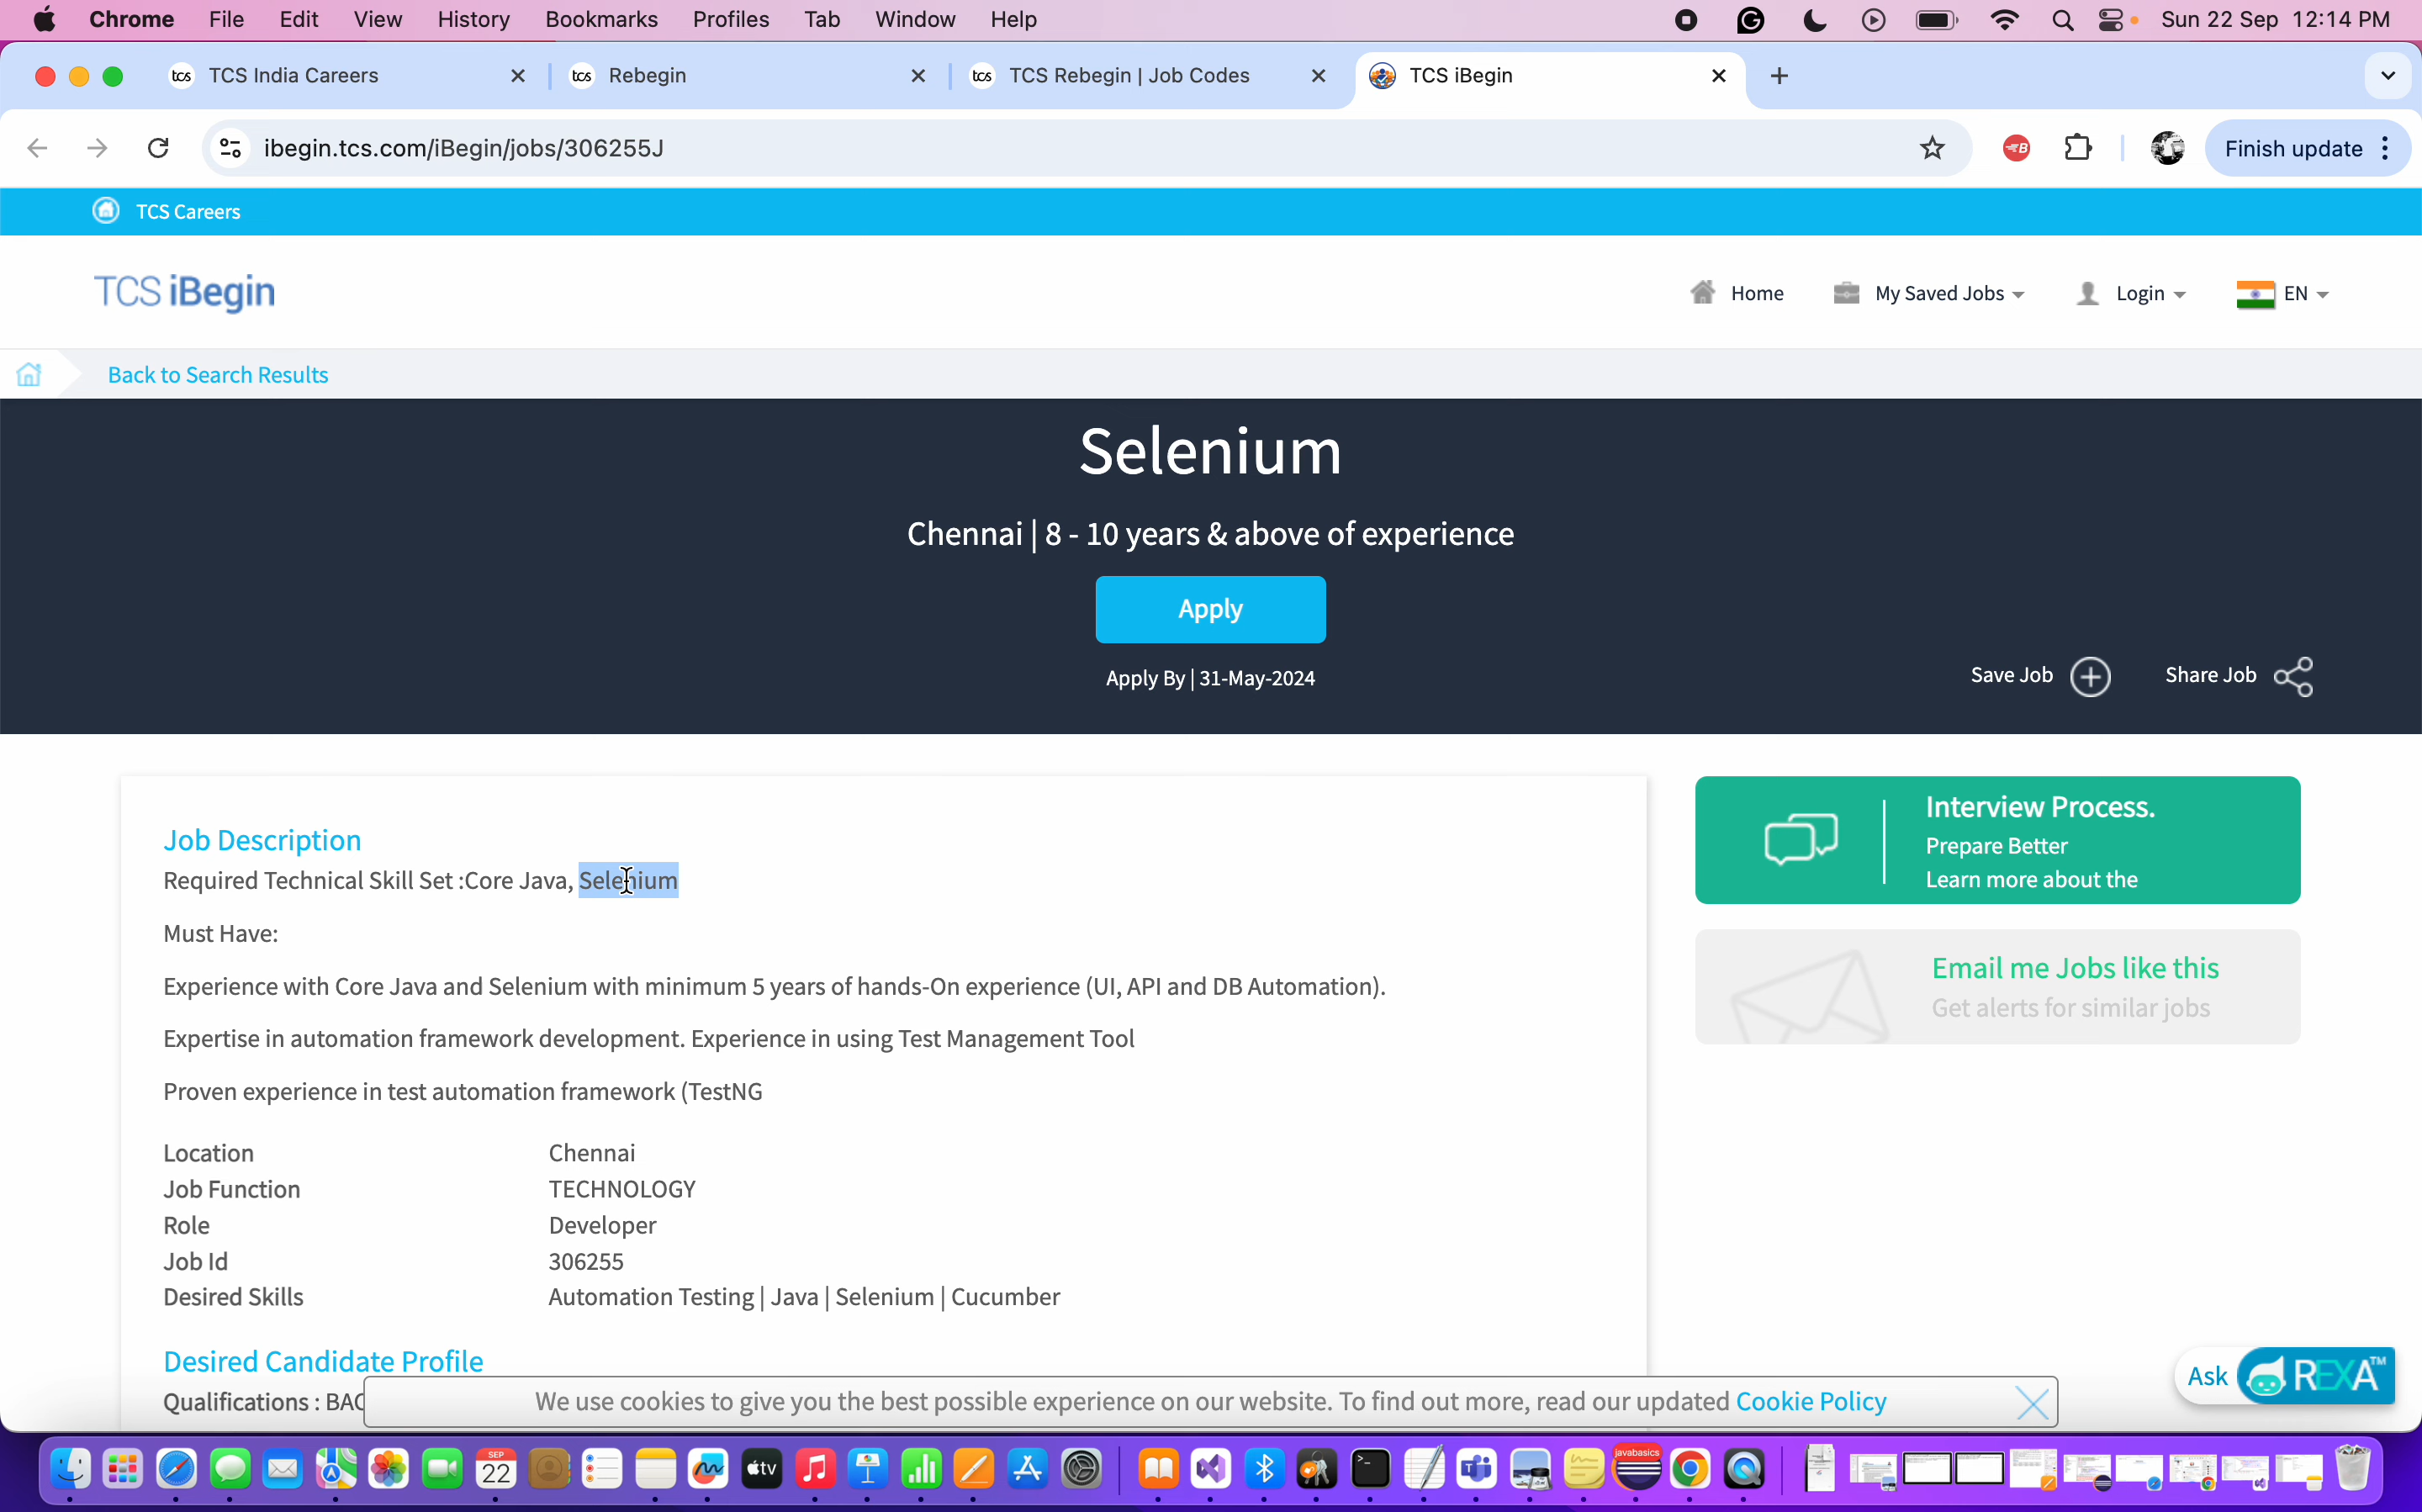 Chrome File Edit View History Bookmarks Profiles Tab Window Help Sun 22 Sep 12:14 PM
tcs TCS India Careers tcs Rebegin tcs TCS Rebegin | Job Codes TCS iBegin
ibegin.tcs.com/iBegin/jobs/306255J Finish update
TCS Careers
TCS iBegin Home My Saved Jobs Login EN
Back to Search Results
Selenium
Chennai | 8 - 10 years & above of experience
Apply
Apply By | 31-May-2024
Save Job Share Job
Job Description
Required Technical Skill Set :Core Java, Selenium
Must Have:
Experience with Core Java and Selenium with minimum 5 years of hands-On experience (UI, API and DB Automation).
Expertise in automation framework development. Experience in using Test Management Tool
Proven experience in test automation framework (TestNG
Location Chennai
Job Function TECHNOLOGY
Role Developer
Job Id 306255
Desired Skills Automation Testing | Java | Selenium | Cucumber
Desired Candidate Profile
Qualifications : BAC
Interview Process.
Prepare Better
Learn more about the
Email me Jobs like this
Get alerts for similar jobs
Ask REXA™
We use cookies to give you the best possible experience on our website. To find out more, read our updated Cookie Policy
SEP
22
tv
javabasics